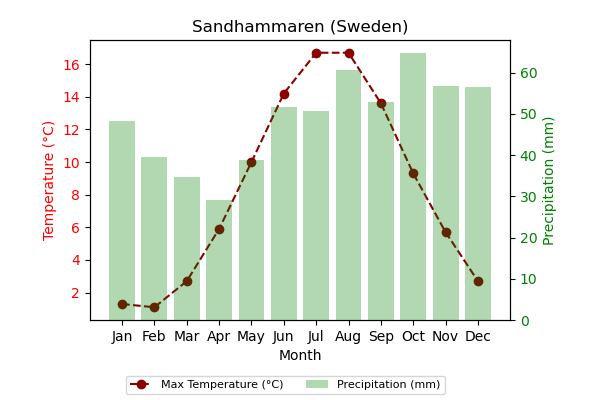 Sandhammaren (Sweden)
16
14
12
10
8
6
4
2
Temperature (°C)
60
50
40
30
20
10
0
Precipitation (mm)
Jan Feb Mar Apr May Jun Jul Aug Sep Oct Nov Dec
Month
Max Temperature (°C) Precipitation (mm)